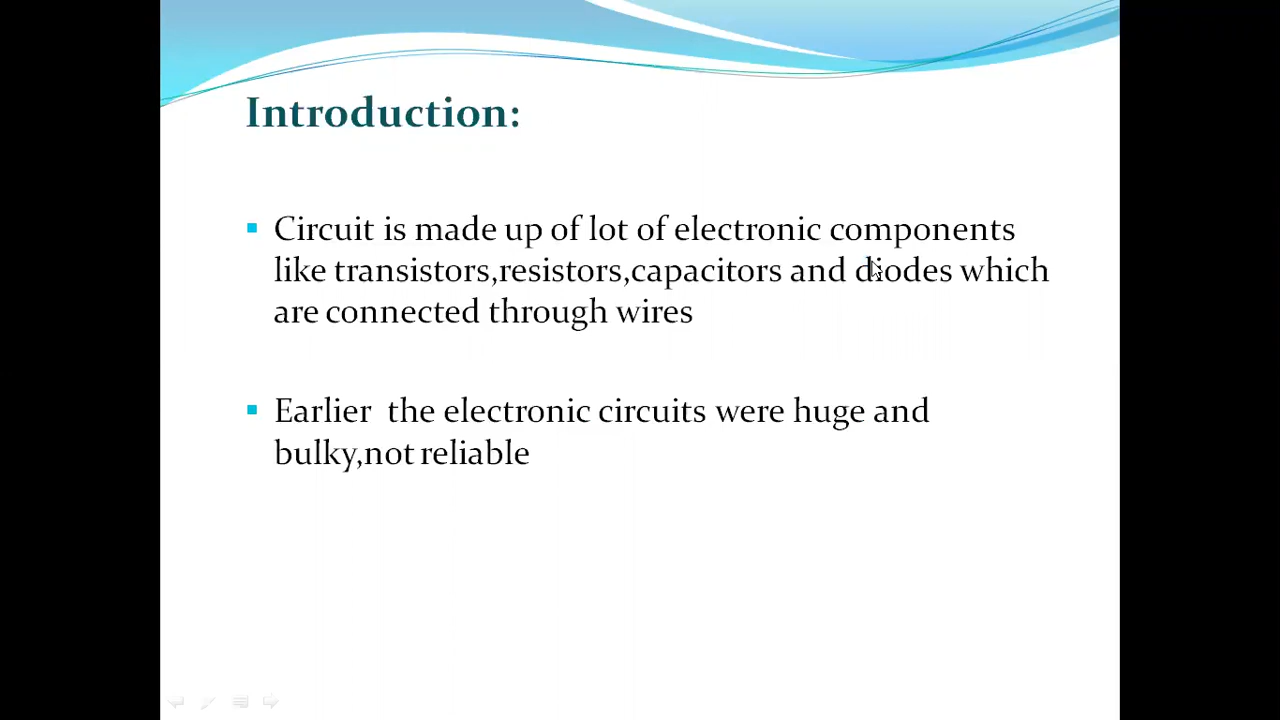 Introduction:
Circuit is made up of lot of electronic components
like transistors,resistors,capacitors and diodes which
are connected through wires
Earlier the electronic circuits were huge and
bulky,not reliable